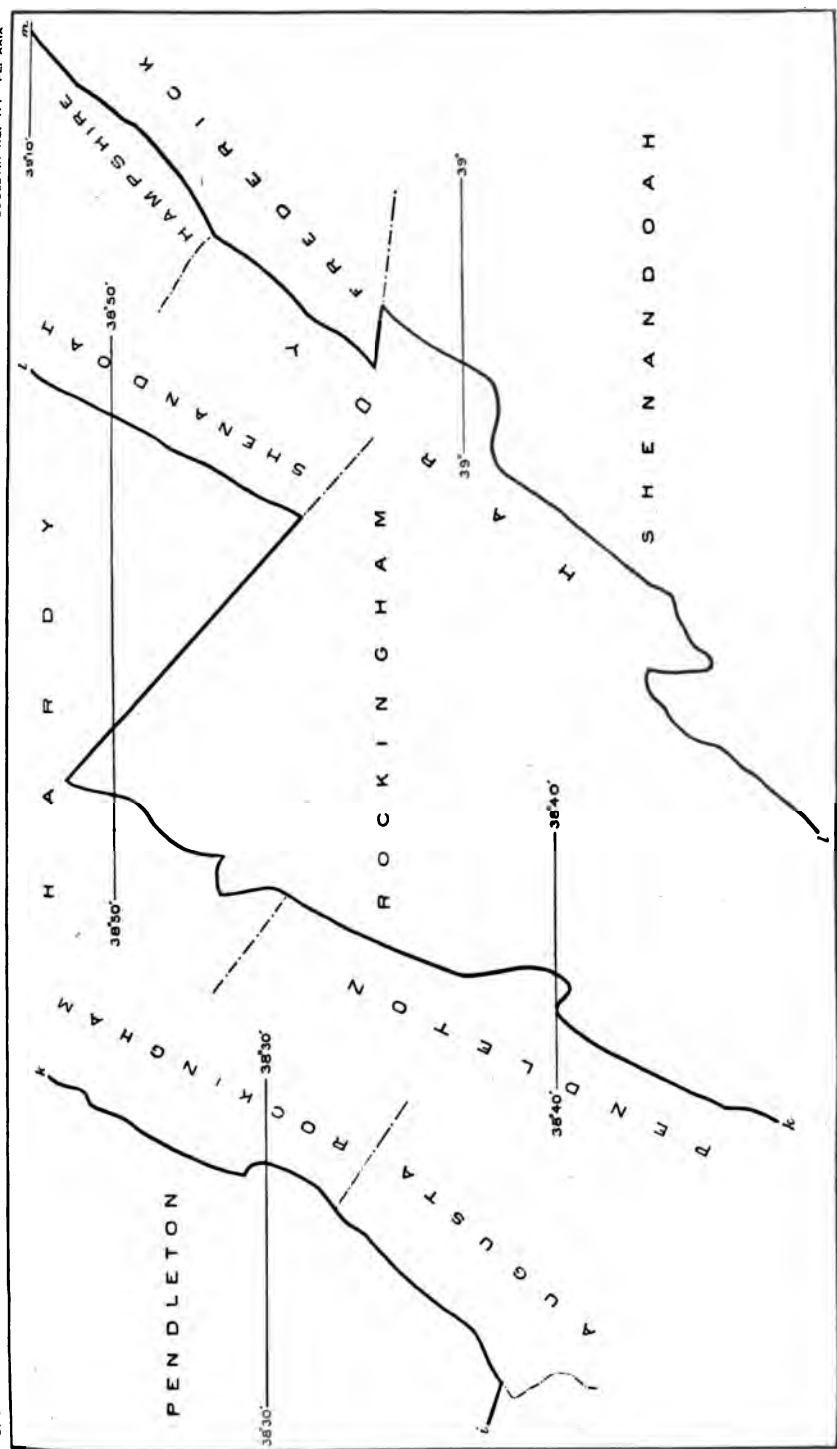 m
39°10'
l
HARDY
HAMPSHIRE
k
38°50' 38°50'
PENDLETON
ROCKINGHAM
SHENANDOAH
FREDERICK
38°30' 38°30'
ROCKINGHAM
HARDY
39° 39°
AUGUSTA
PENDLETON
i
38°40' 38°40'
SHENANDOAH
k
l